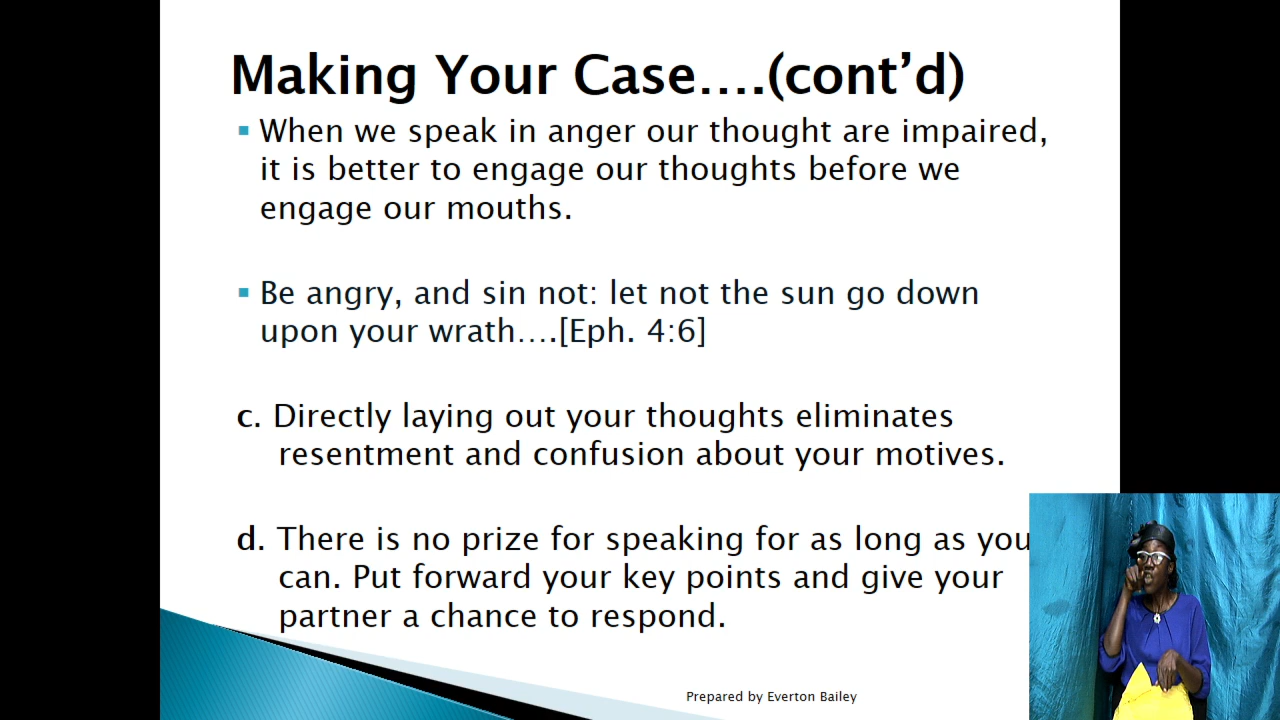 Making Your Case….(cont’d)
When we speak in anger our thought are impaired,
it is better to engage our thoughts before we
engage our mouths.
Be angry, and sin not: let not the sun go down
upon your wrath….[Eph. 4:6]
c. Directly laying out your thoughts eliminates
resentment and confusion about your motives.
d. There is no prize for speaking for as long as you
can. Put forward your key points and give your
partner a chance to respond.
Prepared by Everton Bailey